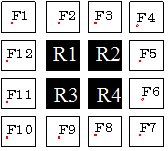 F1 F2 F3 F4
F12 R1 R2 F5
F11 R3 R4 F6
F10 F9 F8 F7